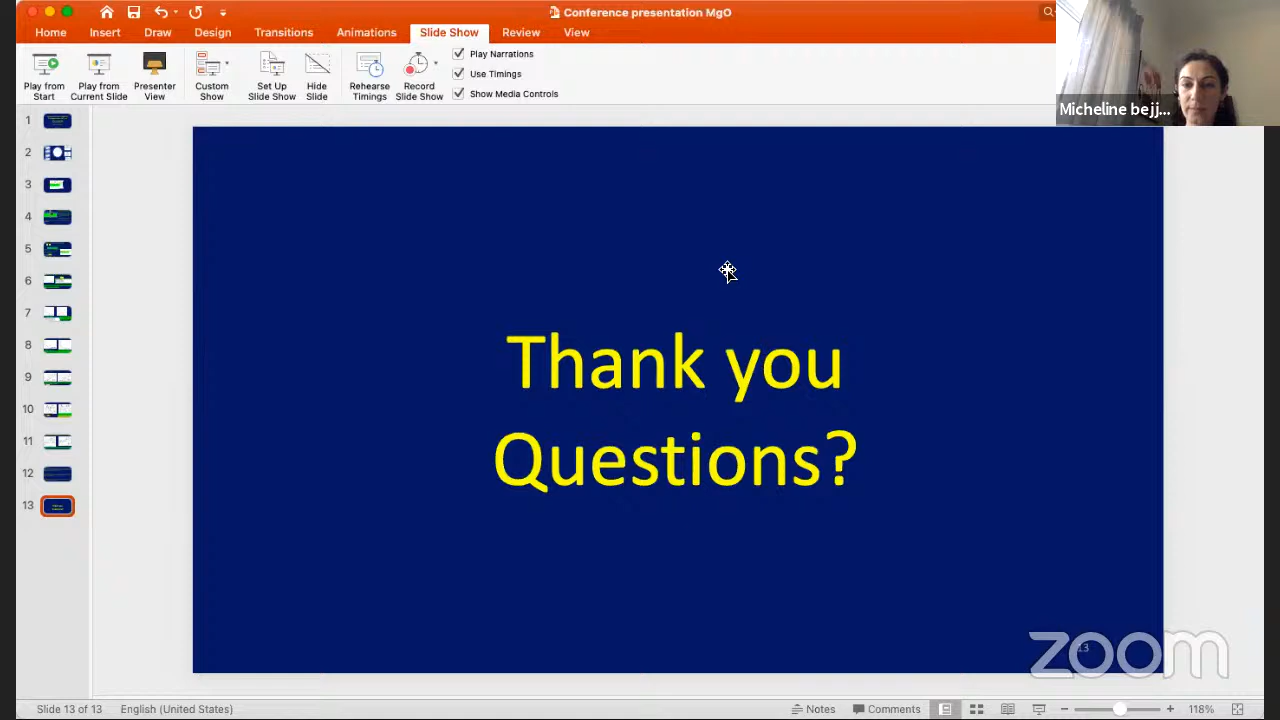 Conference presentation MgO
Home Insert Draw Design Transitions Animations Slide Show Review View
Play from Start
Play from Current Slide
Presenter View
Custom Show
Set Up Slide Show
Hide Slide
Rehearse Timings
Record Slide Show
Play Narrations
Use Timings
Show Media Controls
Micheline bejj...
1
2
3
4
5
6
7
8
9
10
11
12
13
Thank you
Questions?
13
zoom
Slide 13 of 13 English (United States) Notes Comments 118%